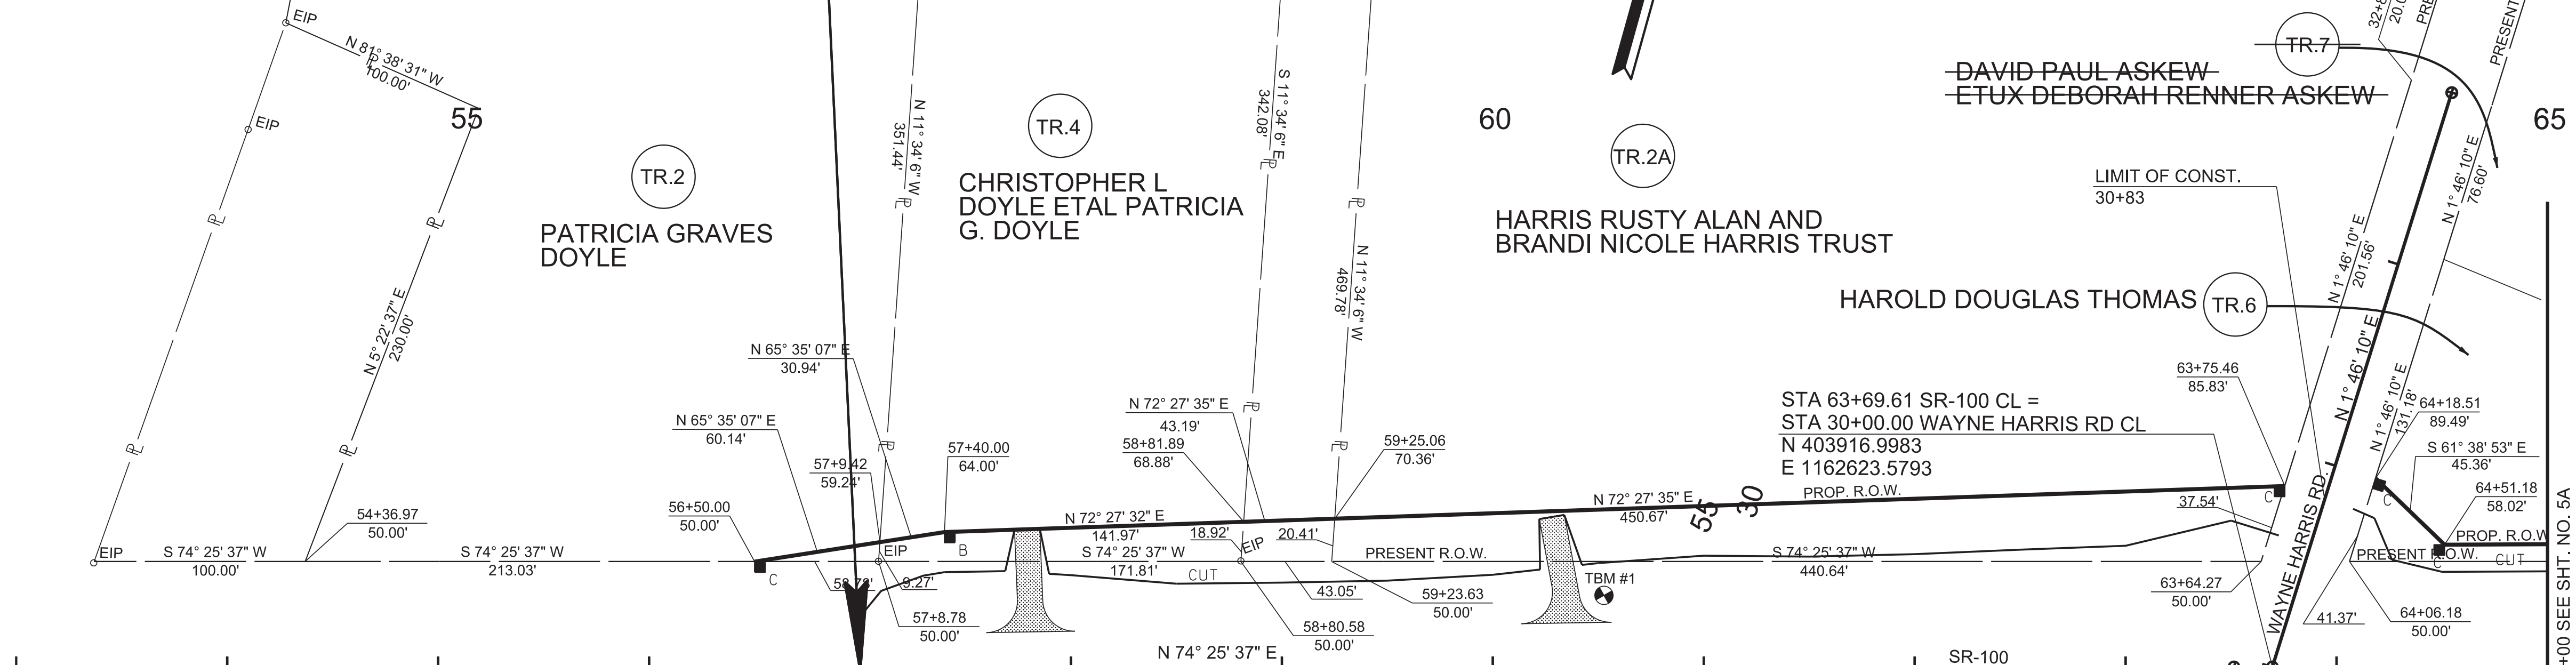 EIP
N 81° 38' 31" W
100.00'
EIP
55
N 5° 22' 37" E
230.00'
TR.2
PATRICIA GRAVES
DOYLE
N 11° 34' 6" W
351.44'
TR.4
CHRISTOPHER L
DOYLE ETAL PATRICIA
G. DOYLE
S 11° 34' 6" E
342.08'
N 11° 34' 6" W
469.78'
60
TR.2A
HARRIS RUSTY ALAN AND
BRANDI NICOLE HARRIS TRUST
TR.7
DAVID PAUL ASKEW
ETUX DEBORAH RENNER ASKEW
PRESENT
65
N 1° 46' 10" E
76.60'
LIMIT OF CONST.
30+83
N 1° 46' 10" E
201.56'
HAROLD DOUGLAS THOMAS
TR.6
N 1° 46' 10" E
N 1° 46' 10" E
131.18'
N 65° 35' 07" E
30.94'
N 65° 35' 07" E
60.14'
57+9.42
59.24'
57+40.00
64.00'
N 72° 27' 35" E
43.19'
58+81.89
68.88'
59+25.06
70.36'
STA 63+69.61 SR-100 CL =
STA 30+00.00 WAYNE HARRIS RD CL
N 403916.9983
E 1162623.5793
63+75.46
85.83'
64+18.51
89.49'
S 61° 38' 53" E
45.36'
64+51.18
58.02'
54+36.97
50.00'
56+50.00
50.00'
N 72° 27' 32" E
141.97'
N 72° 27' 35" E
450.67'
55
30
PROP. R.O.W.
C
37.54'
C
PROP. R.O.W
EIP
S 74° 25' 37" W
100.00'
S 74° 25' 37" W
213.03'
C
EIP
B
S 74° 25' 37" W
171.81'
18.92'
EIP
20.41'
PRESENT R.O.W.
S 74° 25' 37" W
440.64'
PRESENT R.O.W.
C
CUT
58.78'
9.27'
CUT
43.05'
TBM #1
57+8.78
50.00'
58+80.58
50.00'
59+23.63
50.00'
63+64.27
50.00'
WAYNE HARRIS RD.
41.37'
64+06.18
50.00'
N 74° 25' 37" E
SR-100
+00 SEE SHT. NO. 5A